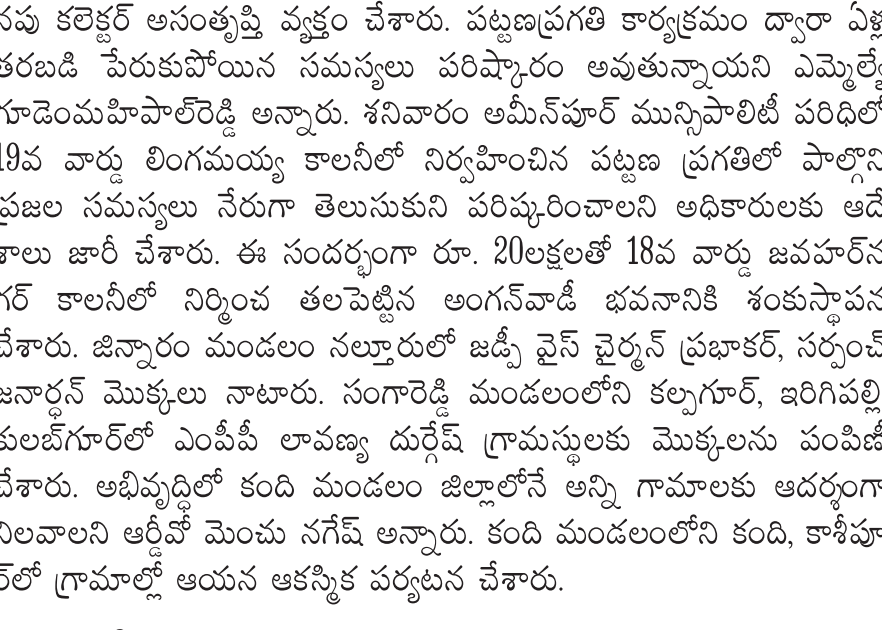 నపు కలెక్టర్ అసంతృప్తి వ్యక్తం చేశారు. పట్టణప్రగతి కార్యక్రమం ద్వారా ఏళ్ల
తరబడి పేరుకుపోయిన సమస్యలు పరిష్కారం అవుతున్నాయని ఎమ్మెల్యే
గూడెంమహిపాల్‌రెడ్డి అన్నారు. శనివారం అమీన్‌పూర్ మున్సిపాలిటీ పరిధిలో
19వ వార్డు లింగమయ్య కాలనీలో నిర్వహించిన పట్టణ ప్రగతిలో పాల్గొని
ప్రజల సమస్యలు నేరుగా తెలుసుకుని పరిష్కరించాలని అధికారులకు ఆదే
శాలు జారీ చేశారు. ఈ సందర్భంగా రూ. 20లక్షలతో 18వ వార్డు జవహర్‌న
గర్ కాలనీలో నిర్మించ తలపెట్టిన అంగన్‌వాడీ భవనానికి శంకుస్థాపన
చేశారు. జిన్నారం మండలం నల్తూరులో జడ్పీ వైస్ చైర్మన్ ప్రభాకర్, సర్పంచ్
జనార్ధన్ మొక్కలు నాటారు. సంగారెడ్డి మండలంలోని కల్పగూర్, ఇరిగిపల్లి,
కులబ్‌గూర్‌లో ఎంపీపీ లావణ్య దుర్గేష్ గ్రామస్థులకు మొక్కలను పంపిణీ
చేశారు. అభివృద్ధిలో కంది మండలం జిల్లాలోనే అన్ని గామాలకు ఆదర్శంగా
నిలవాలని ఆర్డీవో మెంచు నగేష్ అన్నారు. కంది మండలంలోని కంది, కాశీపూ
ర్‌లో గ్రామాల్లో ఆయన ఆకస్మిక పర్యటన చేశారు.